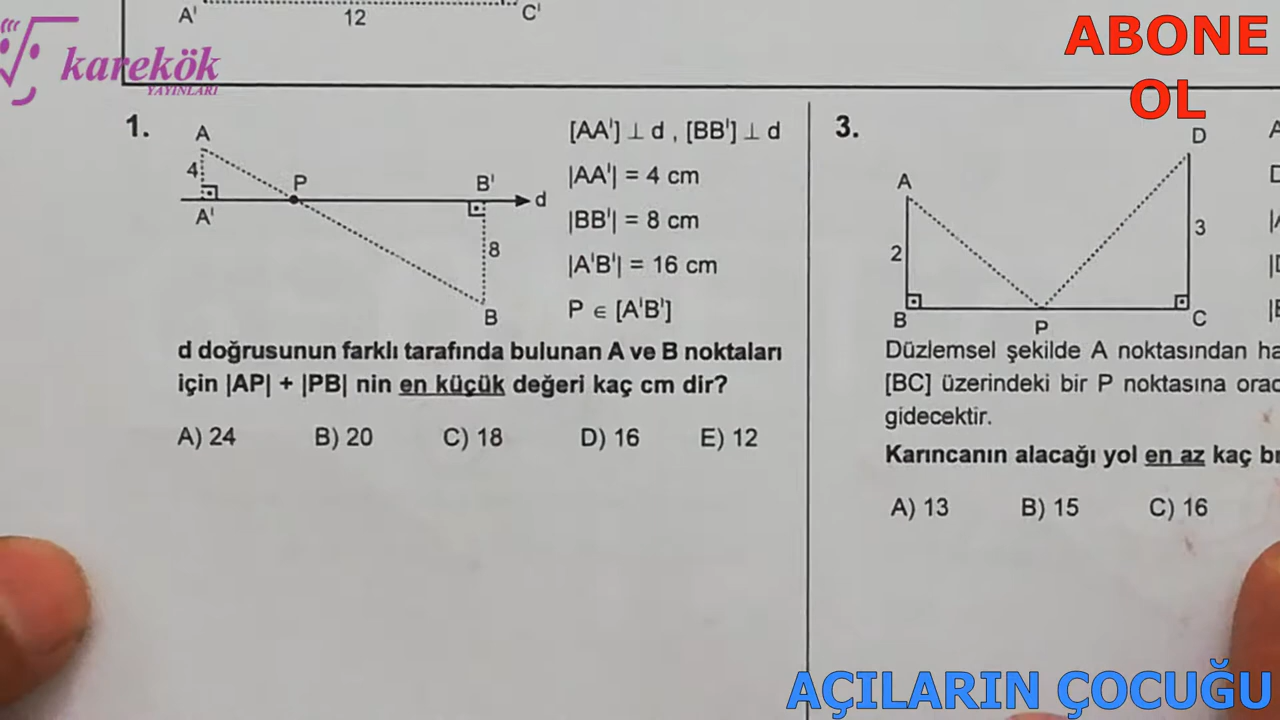 A' 12 C'
karekök
YAYINLARI
ABONE
OL
1.
A
4
P
B'
d
A'
8
B
[AA'] ⊥ d , [BB'] ⊥ d
|AA'| = 4 cm
|BB'| = 8 cm
|A'B'| = 16 cm
P ∈ [A'B']
d doğrusunun farklı tarafında bulunan A ve B noktaları
için |AP| + |PB| nin en küçük değeri kaç cm dir?
A) 24 B) 20 C) 18 D) 16 E) 12
3.
D
A
2
3
B
P
C
Düzlemsel şekilde A noktasından
[BC] üzerindeki bir P noktasına
gidecektir.
Karıncanın alacağı yol en az kaç
A) 13 B) 15 C) 16
AÇILARIN ÇOCUĞU